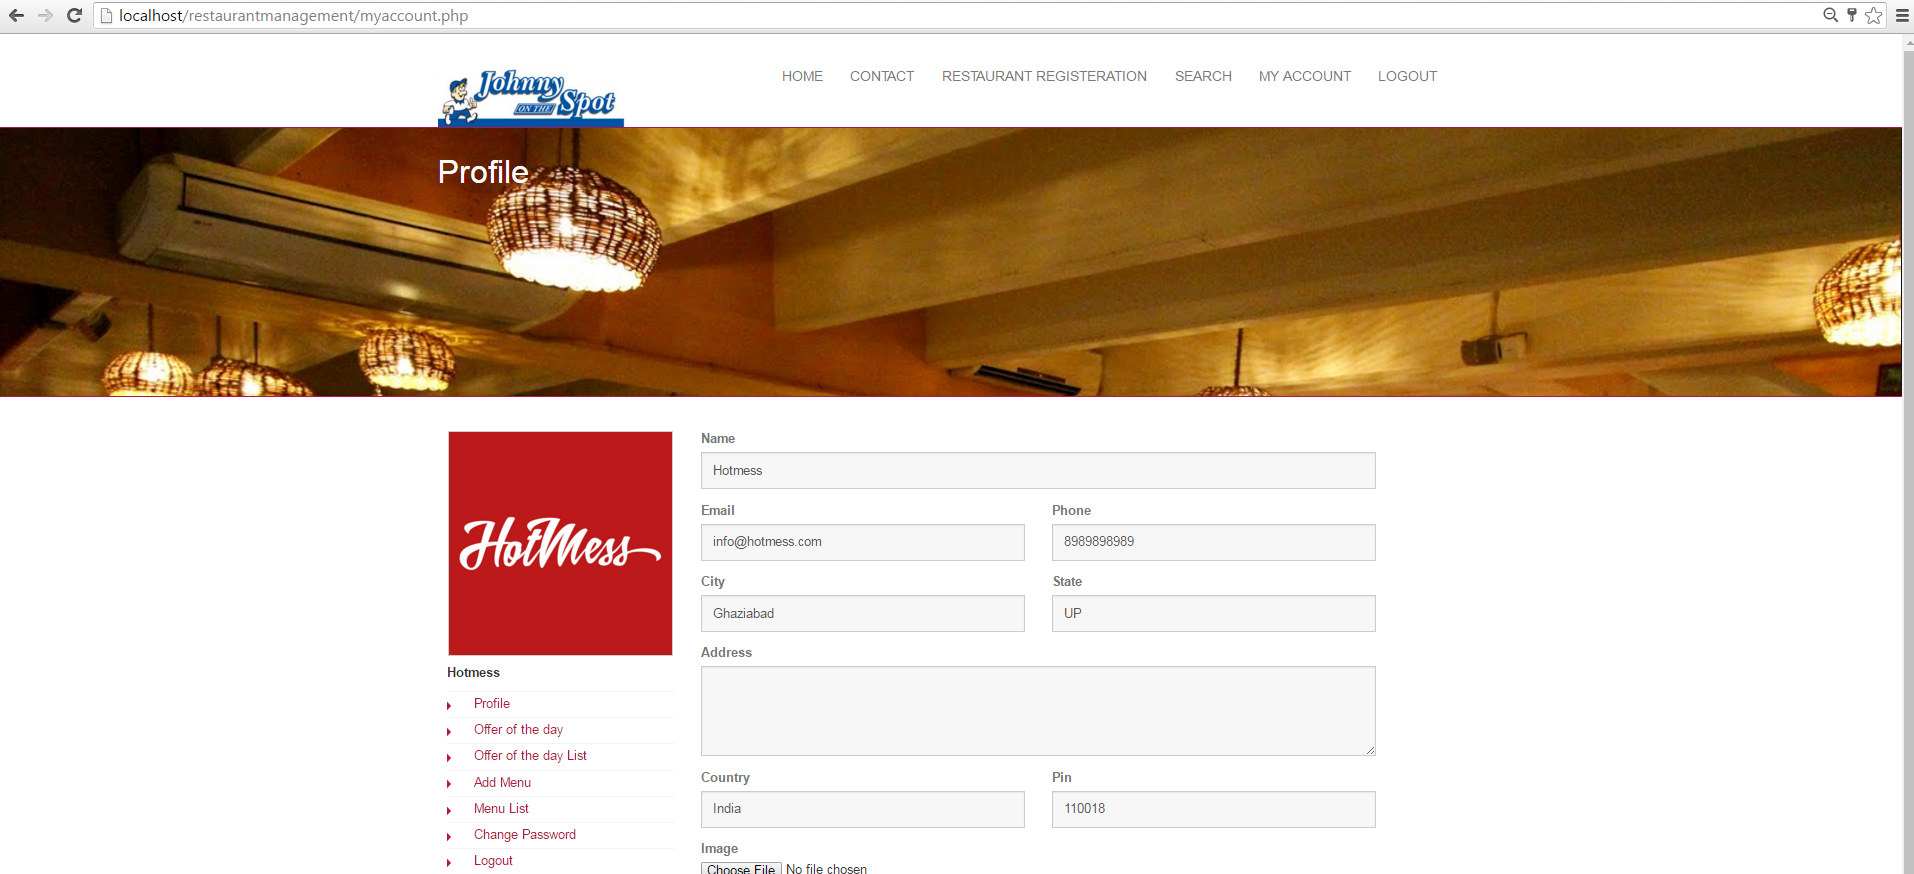 localhost/restaurantmanagement/myaccount.php
Johnny
ON THE
Spot
HOME CONTACT RESTAURANT REGISTERATION SEARCH MY ACCOUNT LOGOUT
Profile
HotMess
Hotmess
Profile
Offer of the day
Offer of the day List
Add Menu
Menu List
Change Password
Logout
Name
Hotmess
Email Phone
info@hotmess.com 8989898989
City State
Ghaziabad UP
Address
Country Pin
India 110018
Image
Choose File No file chosen